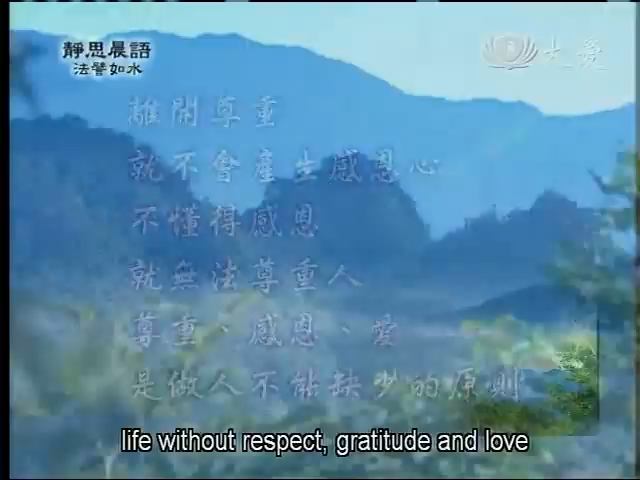 靜思晨語
法譬如水
大愛
離開尊重
就不會產生感恩心
不懂得感恩
就無法尊重人
尊重、感恩、愛
是做人不能缺少的原則
life without respect, gratitude and love